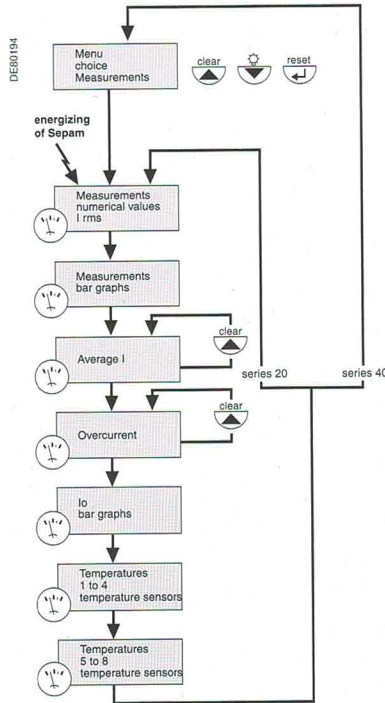 DE80194
Menu
choice
Measurements
clear
reset
energizing
of Sepam
Measurements
numerical values
I rms
Measurements
bar graphs
clear
Average I
series 20
series 40
clear
Overcurrent
Io
bar graphs
Temperatures
1 to 4
temperature sensors
Temperatures
5 to 8
temperature sensors